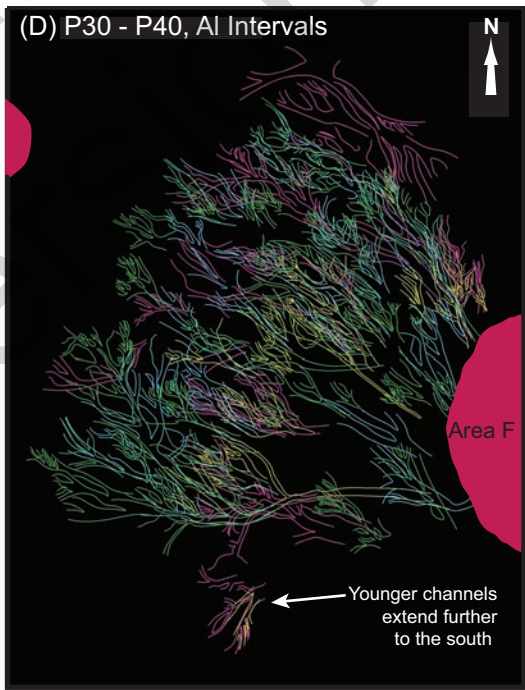 (D) P30 - P40, Al Intervals
N
Area F
Younger channels
extend further
to the south